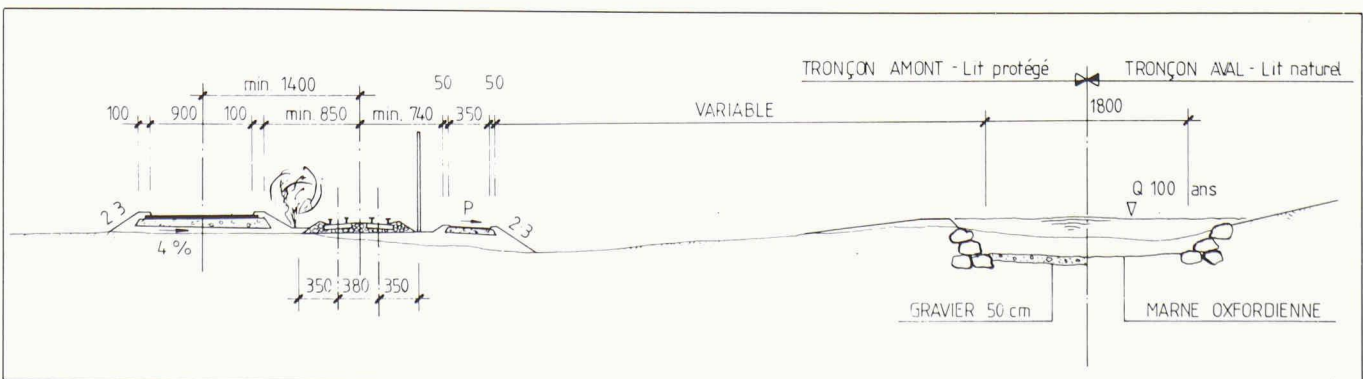 TRONÇON AMONT - Lit protégé
TRONÇON AVAL - Lit naturel
min 1400
50 50
100 900 100 min. 850 min. 740 350 VARIABLE 1800
Q 100 ans
2 3
P
2 3
4 %
350 380 350
GRAVIER 50 cm
MARNE OXFORDIENNE